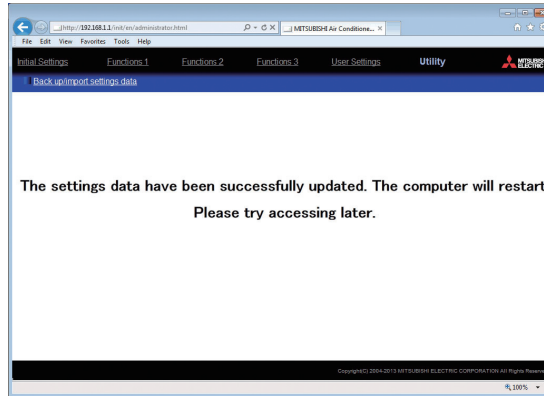 http://192.168.1.1/init/en/administrator.html
MITSUBISHI Air Conditione...
File Edit View Favorites Tools Help
Initial Settings Functions 1 Functions 2 Functions 3 User Settings Utility
MITSUBISH
ELECTRIC
Back up/import settings data
The settings data have been successfully updated. The computer will restart
Please try accessing later.
Copyright(C) 2004-2013 MITSUBISHI ELECTRIC CORPORATION All Rights Reserve
100%